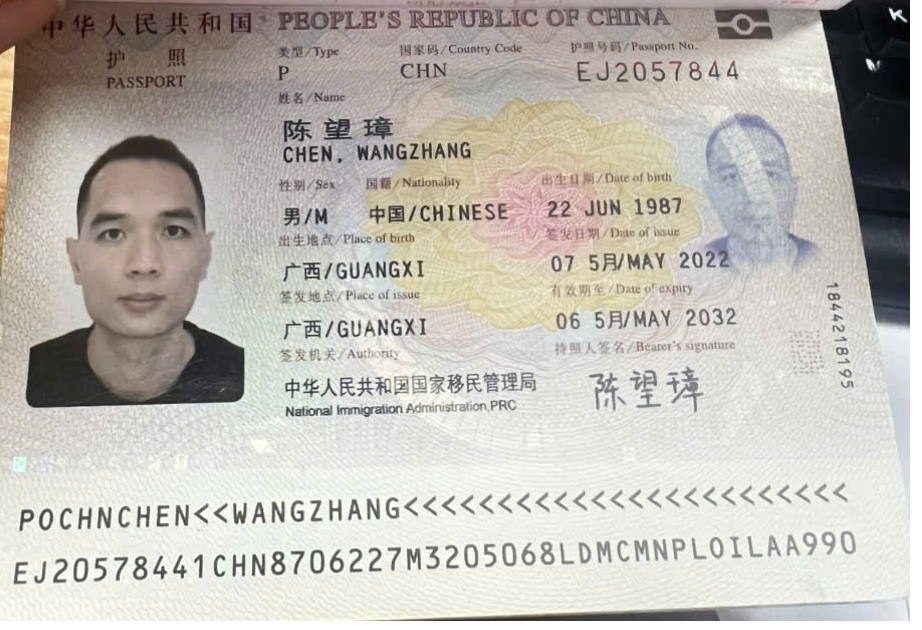 中华人民共和国 PEOPLE'S REPUBLIC OF CHINA
护 照
PASSPORT
类型/Type
国家码/Country Code
护照号码/Passport No.
P
CHN
EJ2057844
姓名/Name
陈望璋
CHEN, WANGZHANG
性别/Sex
国籍/Nationality
出生日期/Date of birth
男/M
中国/CHINESE
22 JUN 1987
出生地点/Place of birth
签发日期/Date of issue
广西/GUANGXI
07 5月/MAY 2022
签发地点/Place of issue
有效期至/Date of expiry
广西/GUANGXI
06 5月/MAY 2032
签发机关/Authority
持照人签名/Bearer's signature
中华人民共和国国家移民管理局
National Immigration Administration,PRC
陈望璋
1844218195
POCHNCHEN<<WANGZHANG<<<<<<<<<<<<<<<<<<<<<<<<
EJ20578441CHN8706227M3205068LDMCMNPLOILAA990